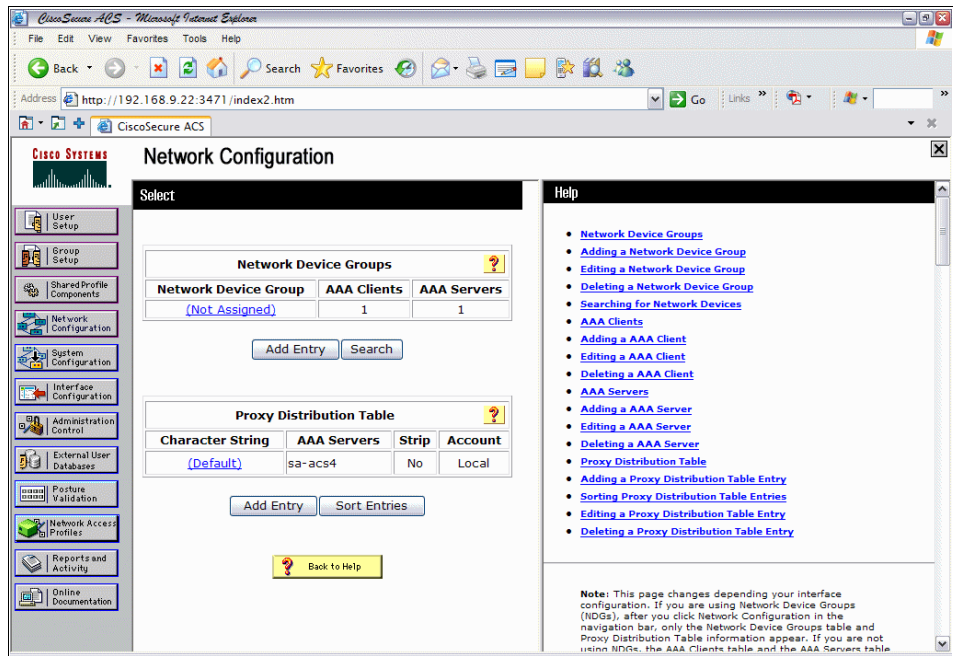 CiscoSecure ACS - Microsoft Internet Explorer
File Edit View Favorites Tools Help
Back Search Favorites
Address http://192.168.9.22:3471/index2.htm Go Links »
CiscoSecure ACS
CISCO SYSTEMS
Network Configuration
User Setup
Group Setup
Shared Profile Components
Network Configuration
System Configuration
Interface Configuration
Administration Control
External User Databases
Posture Validation
Network Access Profiles
Reports and Activity
Online Documentation
Select
Network Device Groups ?
Network Device Group AAA Clients AAA Servers
(Not Assigned) 1 1
Add Entry Search
Proxy Distribution Table ?
Character String AAA Servers Strip Account
(Default) sa-acs4 No Local
Add Entry Sort Entries
? Back to Help
Help
Network Device Groups
Adding a Network Device Group
Editing a Network Device Group
Deleting a Network Device Group
Searching for Network Devices
AAA Clients
Adding a AAA Client
Editing a AAA Client
Deleting a AAA Client
AAA Servers
Adding a AAA Server
Editing a AAA Server
Deleting a AAA Server
Proxy Distribution Table
Adding a Proxy Distribution Table Entry
Sorting Proxy Distribution Table Entries
Editing a Proxy Distribution Table Entry
Deleting a Proxy Distribution Table Entry
Note: This page changes depending your interface
configuration. If you are using Network Device Groups
(NDGs), after you click Network Configuration in the
navigation bar, only the Network Device Groups table and
Proxy Distribution Table information appear. If you are not
using NDGs, the AAA Clients table and the AAA Servers table